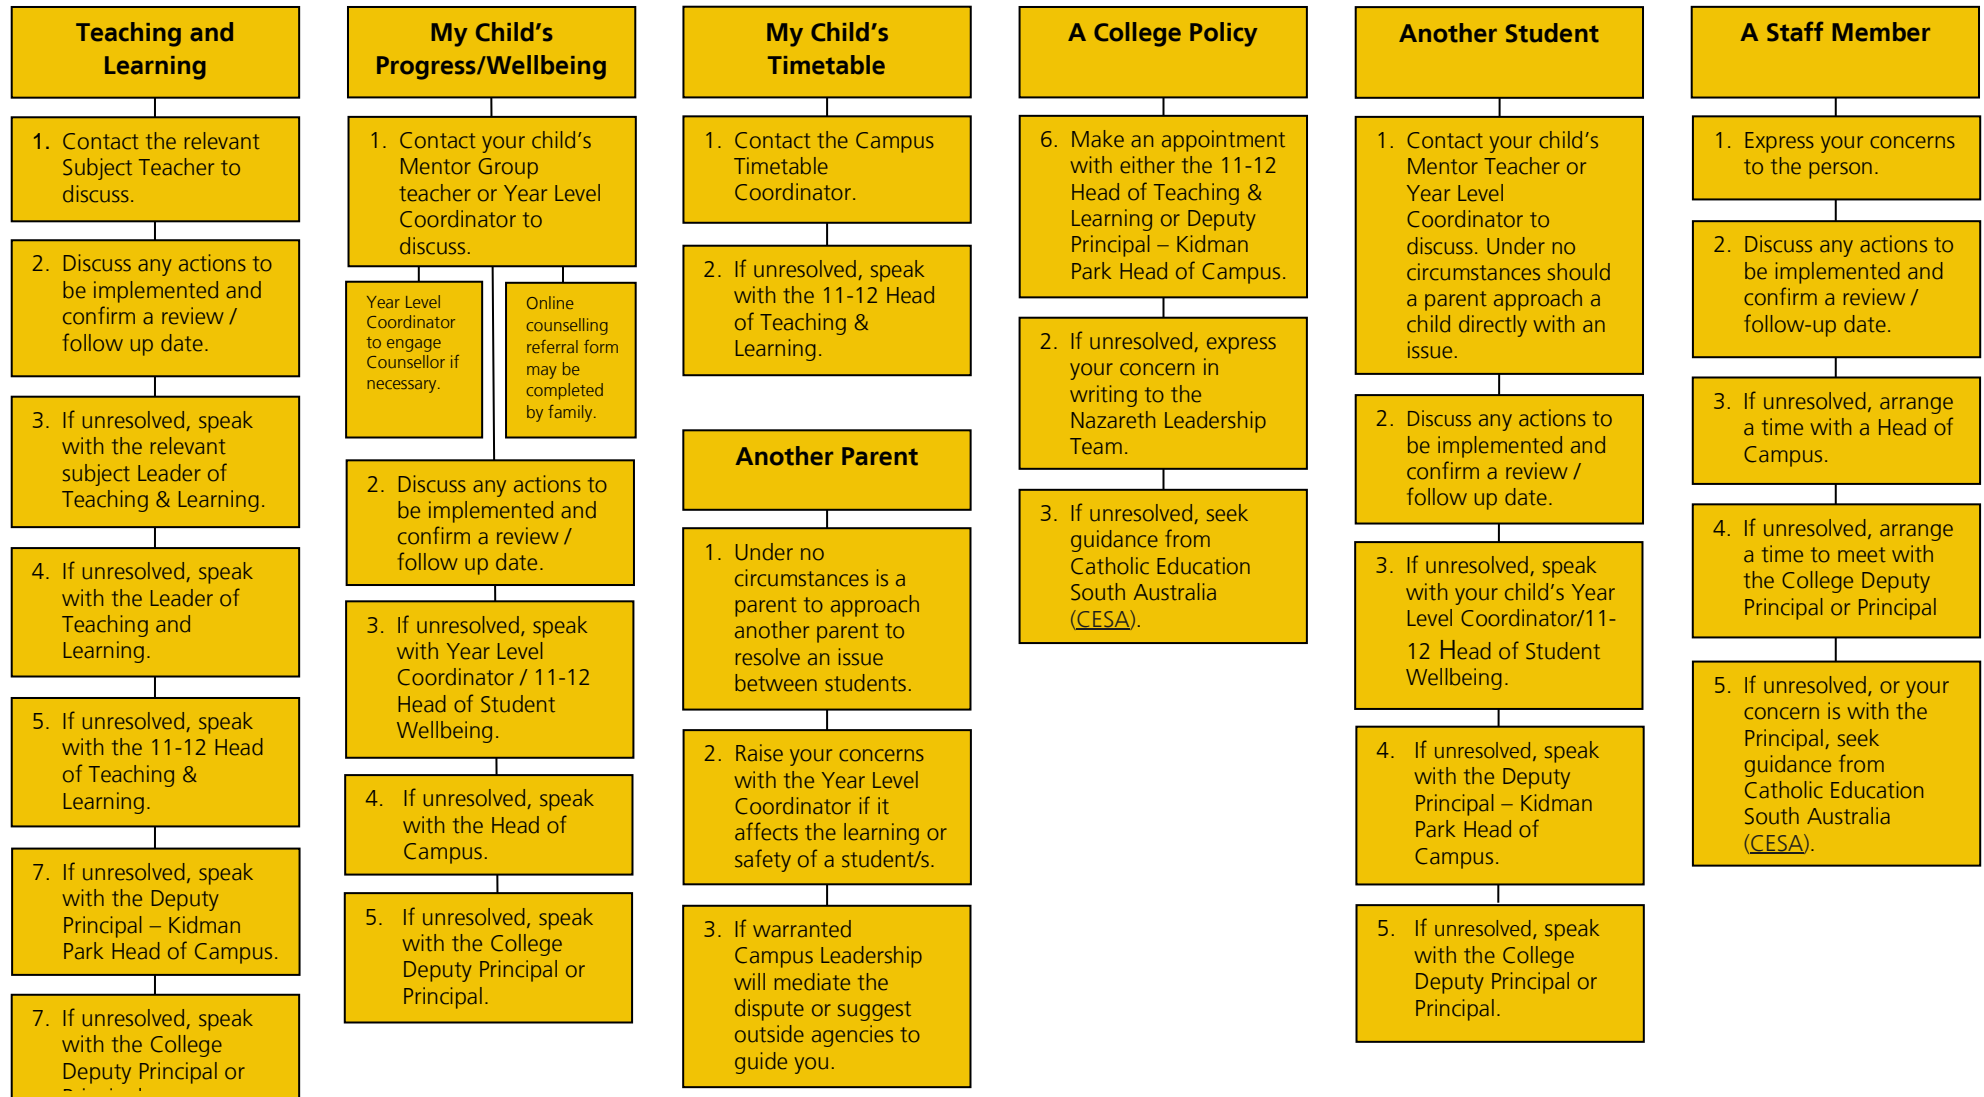 Teaching and
Learning
1. Contact the relevant
Subject Teacher to
discuss.
2. Discuss any actions to
be implemented and
confirm a review /
follow up date.
3. If unresolved, speak
with the relevant
subject Leader of
Teaching & Learning.
4. If unresolved, speak
with the Leader of
Teaching and
Learning.
5. If unresolved, speak
with the 11-12 Head
of Teaching &
Learning.
7. If unresolved, speak
with the Deputy
Principal – Kidman
Park Head of Campus.
7. If unresolved, speak
with the College
Deputy Principal or
My Child's
Progress/Wellbeing
1. Contact your child's
Mentor Group
teacher or Year Level
Coordinator to
discuss.
Year Level
Coordinator
to engage
Counsellor if
necessary.
Online
counselling
referral form
may be
completed
by family.
2. Discuss any actions to
be implemented and
confirm a review /
follow up date.
3. If unresolved, speak
with Year Level
Coordinator / 11-12
Head of Student
Wellbeing.
4. If unresolved, speak
with the Head of
Campus.
5. If unresolved, speak
with the College
Deputy Principal or
Principal.
My Child's
Timetable
1. Contact the Campus
Timetable
Coordinator.
2. If unresolved, speak
with the 11-12 Head
of Teaching &
Learning.
Another Parent
1. Under no
circumstances is a
parent to approach
another parent to
resolve an issue
between students.
2. Raise your concerns
with the Year Level
Coordinator if it
affects the learning or
safety of a student/s.
3. If warranted
Campus Leadership
will mediate the
dispute or suggest
outside agencies to
guide you.
A College Policy
6. Make an appointment
with either the 11-12
Head of Teaching &
Learning or Deputy
Principal – Kidman
Park Head of Campus.
2. If unresolved, express
your concern in
writing to the
Nazareth Leadership
Team.
3. If unresolved, seek
guidance from
Catholic Education
South Australia
(CESA).
Another Student
1. Contact your child's
Mentor Teacher or
Year Level
Coordinator to
discuss. Under no
circumstances should
a parent approach a
child directly with an
issue.
2. Discuss any actions to
be implemented and
confirm a review /
follow up date.
3. If unresolved, speak
with your child's Year
Level Coordinator/11-
12 Head of Student
Wellbeing.
4. If unresolved, speak
with the Deputy
Principal – Kidman
Park Head of
Campus.
5. If unresolved, speak
with the College
Deputy Principal or
Principal.
A Staff Member
1. Express your concerns
to the person.
2. Discuss any actions to
be implemented and
confirm a review /
follow-up date.
3. If unresolved, arrange
a time with a Head of
Campus.
4. If unresolved, arrange
a time to meet with
the College Deputy
Principal or Principal
5. If unresolved, or your
concern is with the
Principal, seek
guidance from
Catholic Education
South Australia
(CESA).